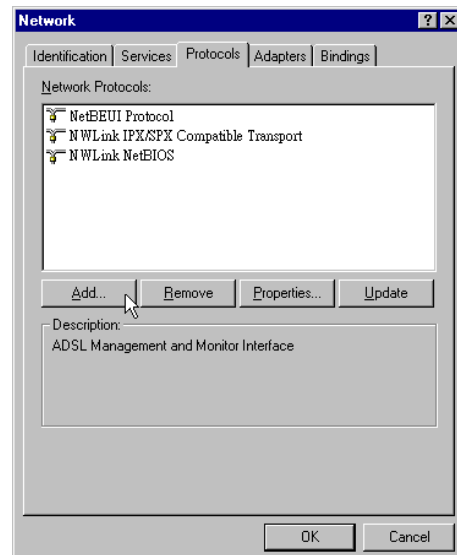 Network
Identification Services Protocols Adapters Bindings
Network Protocols:
NetBEUI Protocol
NWLink IPX/SPX Compatible Transport
NWLink NetBIOS
Add... Remove Properties... Update
Description:
ADSL Management and Monitor Interface
OK Cancel